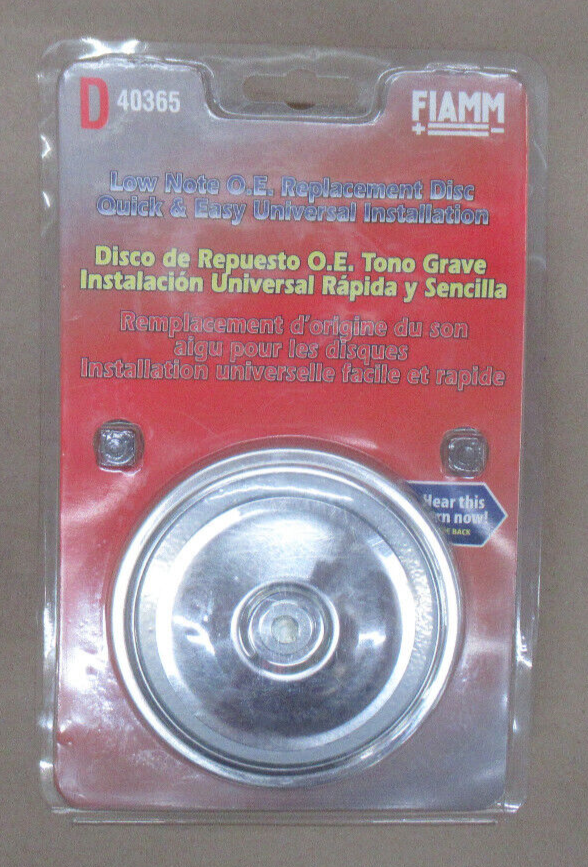 D 40365
FIAMM
Low Note O.E. Replacement Disc
Quick & Easy Universal Installation
Disco de Repuesto O.E. Tono Grave
Instalación Universal Rápida y Sencilla
Remplacement d'origine du son
aigu pour les disques
Installation universelle facile et rapide
Hear this
now!
BACK